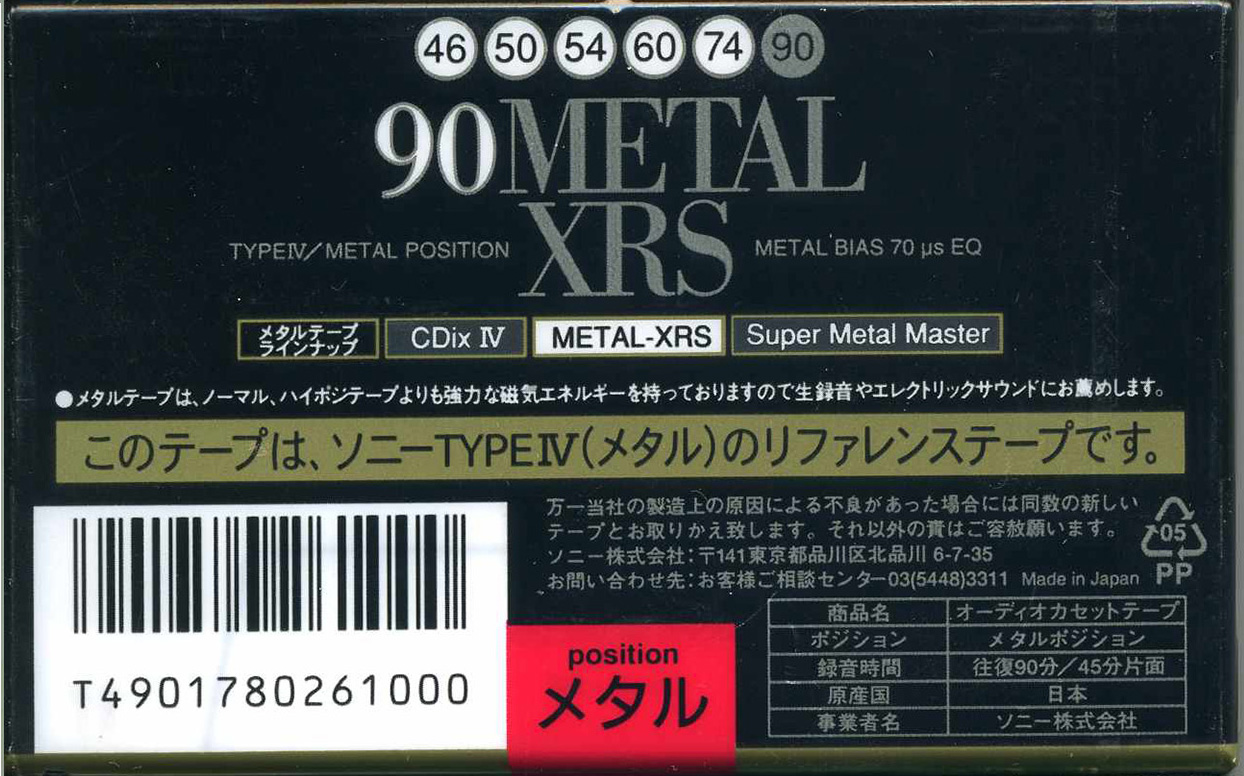 46 50 54 60 74 90
90METAL
XRS
TYPEⅣ/METAL POSITION
METAL BIAS 70 µs EQ
メタルテープ
ラインナップ
CDix Ⅳ
METAL-XRS
Super Metal Master
●メタルテープは、ノーマル、ハイポジテープよりも強力な磁気エネルギーを持っておりますので生録音やエレクトリックサウンドにお薦めします。
このテープは、ソニーTYPEⅣ(メタル)のリファレンステープです。
万一当社の製造上の原因による不良があった場合には同数の新しい
テープとお取りかえ致します。それ以外の責はご容赦願います。
ソニー株式会社:〒141東京都品川区北品川 6-7-35
お問い合わせ先:お客様ご相談センター03(5448)3311 Made in Japan
05
PP
T4901780261000
position
メタル
商品名 オーディオカセットテープ
ポジション メタルポジション
録音時間 往復90分/45分片面
原産国 日本
事業者名 ソニー株式会社